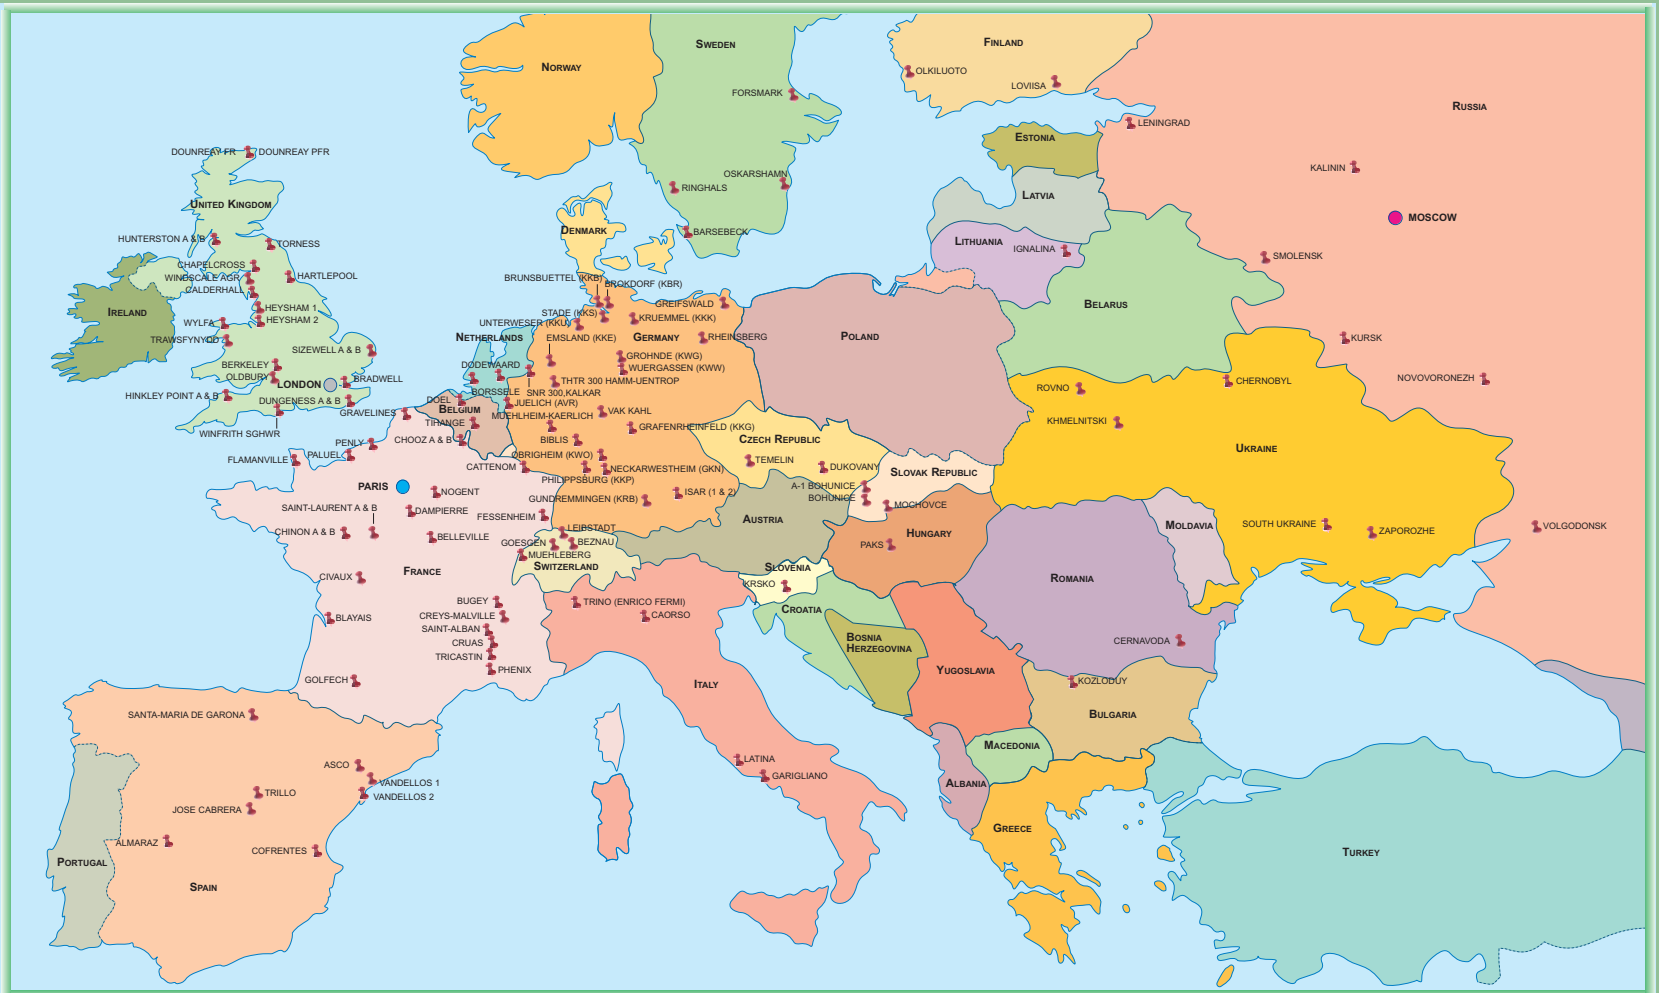 SWEDEN
FINLAND
NORWAY
OLKILUOTO
LOVIISA
FORSMARK
RUSSIA
LENINGRAD
ESTONIA
DOUNREAY FR
DOUNREAY PFR
KALININ
OSKARSHAMN
RINGHALS
LATVIA
UNITED KINGDOM
MOSCOW
DENMARK
BARSEBECK
HUNTERSTON A & B
TORNESS
LITHUANIA
IGNALINA
SMOLENSK
CHAPELCROSS
WINDSCALE AGR
HARTLEPOOL
CALDERHALL
BRUNSBUETTEL (KKB)
BROKDORF (KBR)
GREIFSWALD
BELARUS
IRELAND
HEYSHAM 1
HEYSHAM 2
WYLFA
STADE (KKS)
KRUEMMEL (KKK)
UNTERWESER (KKU)
TRAWSFYNYDD
NETHERLANDS
EMSLAND (KKE)
GERMANY
RHEINSBERG
POLAND
KURSK
SIZEWELL A & B
GROHNDE (KWG)
BERKELEY
DODEWAARD
WUERGASSEN (KWW)
OLDBURY
LONDON
BRADWELL
THTR 300 HAMM-UENTROP
CHERNOBYL
NOVOVORONEZH
ROVNO
BORSSELE
SNR 300,KALKAR
HINKLEY POINT A & B
DUNGENESS A & B
DOEL
JUELICH (AVR)
BELGIUM
GRAVELINES
MUEHLHEIM-KAERLICH
VAK KAHL
TIHANGE
KHMELNITSKI
GRAFENRHEINFELD (KKG)
WINFRITH SGHWR
PENLY
CHOOZ A & B
BIBLIS
CZECH REPUBLIC
UKRAINE
PALUEL
OBRIGHEIM (KWO)
FLAMANVILLE
CATTENOM
NECKARWESTHEIM (GKN)
TEMELIN
DUKOVANY
SLOVAK REPUBLIC
PHILIPPSBURG (KKP)
PARIS
NOGENT
ISAR (1 & 2)
A-1 BOHUNICE
GUNDREMMINGEN (KRB)
BOHUNICE
MOCHOVCE
SAINT-LAURENT A & B
DAMPIERRE
FESSENHEIM
AUSTRIA
MOLDAVIA
SOUTH UKRAINE
VOLGODONSK
CHINON A & B
LEIBSTADT
ZAPOROZHE
HUNGARY
BELLEVILLE
GOESGEN
BEZNAU
PAKS
MUEHLEBERG
SWITZERLAND
SLOVENIA
FRANCE
CIVAUX
ROMANIA
KRSKO
BUGEY
TRINO (ENRICO FERMI)
CROATIA
BLAYAIS
CREYS-MALVILLE
CAORSO
SAINT-ALBAN
BOSNIA
HERZEGOVINA
CRUAS
CERNAVODA
TRICASTIN
PHENIX
YUGOSLAVIA
GOLFECH
ITALY
KOZLODUY
SANTA-MARIA DE GARONA
BULGARIA
MACEDONIA
LATINA
ASCO
GARIGLIANO
VANDELLOS 1
ALBANIA
TRILLO
VANDELLOS 2
JOSE CABRERA
GREECE
ALMARAZ
COFRENTES
TURKEY
PORTUGAL
SPAIN